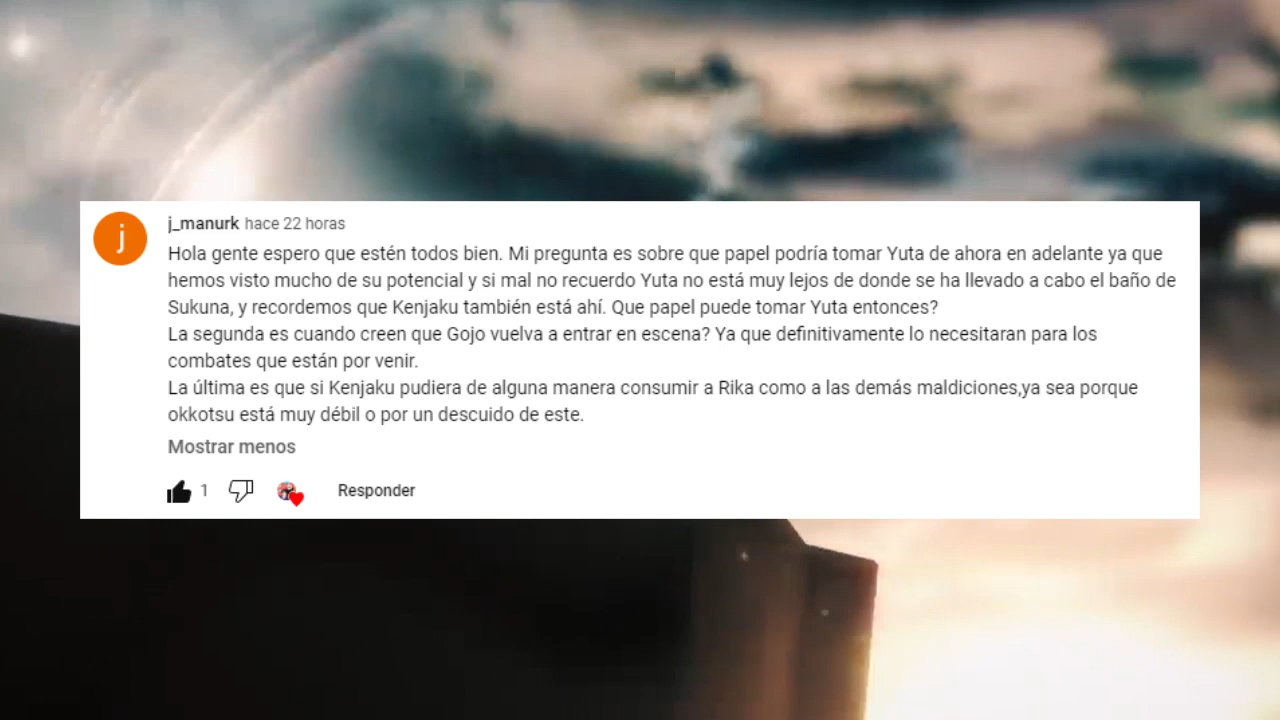 j
j_manurk hace 22 horas
Hola gente espero que estén todos bien. Mi pregunta es sobre que papel podría tomar Yuta de ahora en adelante ya que
hemos visto mucho de su potencial y si mal no recuerdo Yuta no está muy lejos de donde se ha llevado a cabo el baño de
Sukuna, y recordemos que Kenjaku también está ahí. Que papel puede tomar Yuta entonces?
La segunda es cuando creen que Gojo vuelva a entrar en escena? Ya que definitivamente lo necesitaran para los
combates que están por venir.
La última es que si Kenjaku pudiera de alguna manera consumir a Rika como a las demás maldiciones,ya sea porque
okkotsu está muy débil o por un descuido de este.
Mostrar menos
1 Responder